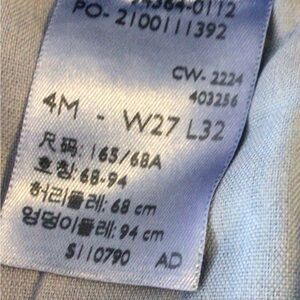 PO- 2100111392
CW- 2224
403256
4M - W27 L32
尺码: 165/68A
호칭: 68-94
허리둘레: 68 cm
엉덩이둘레: 94 cm
S110790 AD